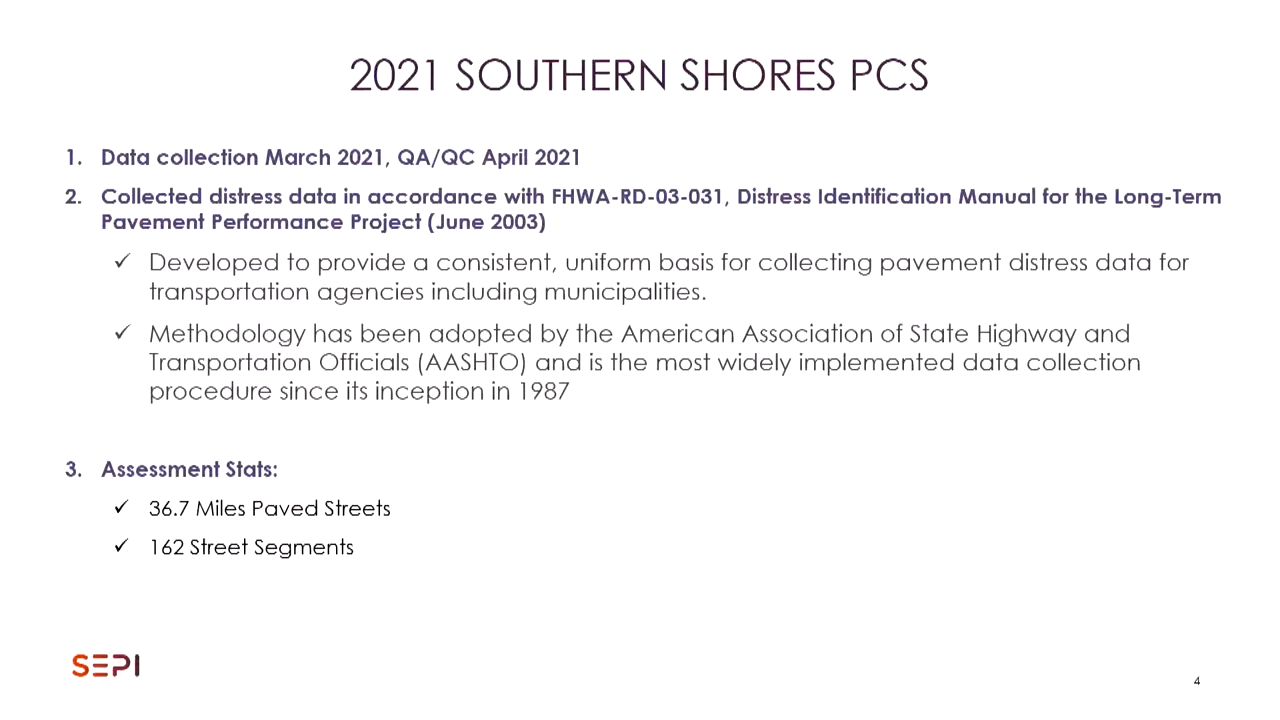 2021 SOUTHERN SHORES PCS
1. Data collection March 2021, QA/QC April 2021
2. Collected distress data in accordance with FHWA-RD-03-031, Distress Identification Manual for the Long-Term
Pavement Performance Project (June 2003)
✓ Developed to provide a consistent, uniform basis for collecting pavement distress data for
transportation agencies including municipalities.
✓ Methodology has been adopted by the American Association of State Highway and
Transportation Officials (AASHTO) and is the most widely implemented data collection
procedure since its inception in 1987
3. Assessment Stats:
✓ 36.7 Miles Paved Streets
✓ 162 Street Segments
SEPI
4